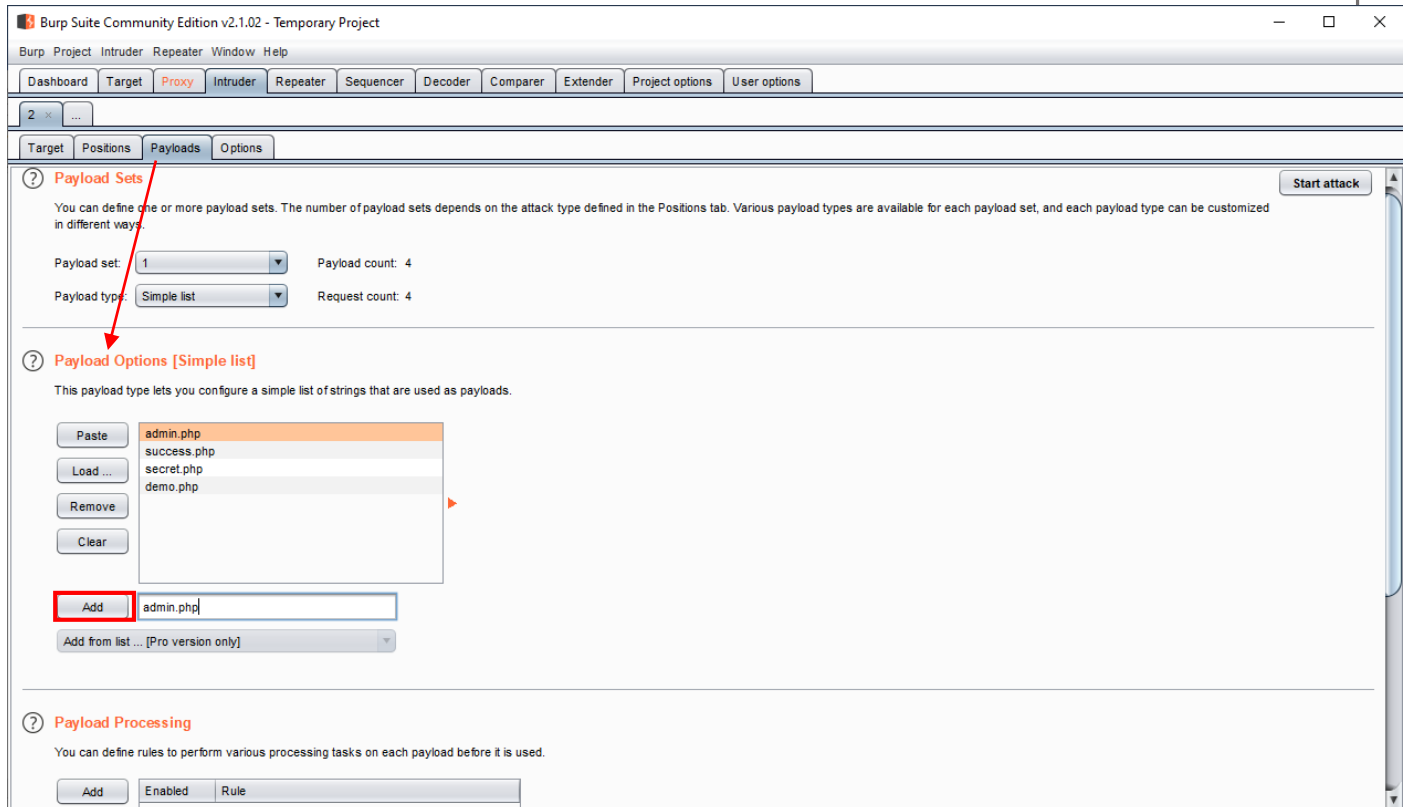 Burp Suite Community Edition v2.1.02 - Temporary Project
Burp Project Intruder Repeater Window Help
Dashboard Target Proxy Intruder Repeater Sequencer Decoder Comparer Extender Project options User options
2 × ...
Target Positions Payloads Options
? Payload Sets
Start attack
You can define one or more payload sets. The number of payload sets depends on the attack type defined in the Positions tab. Various payload types are available for each payload set, and each payload type can be customized
in different ways.
Payload set: 1 Payload count: 4
Payload type: Simple list Request count: 4
? Payload Options [Simple list]
This payload type lets you configure a simple list of strings that are used as payloads.
Paste
Load ...
Remove
Clear
admin.php
success.php
secret.php
demo.php
Add admin.php
Add from list ... [Pro version only]
? Payload Processing
You can define rules to perform various processing tasks on each payload before it is used.
Add Enabled Rule